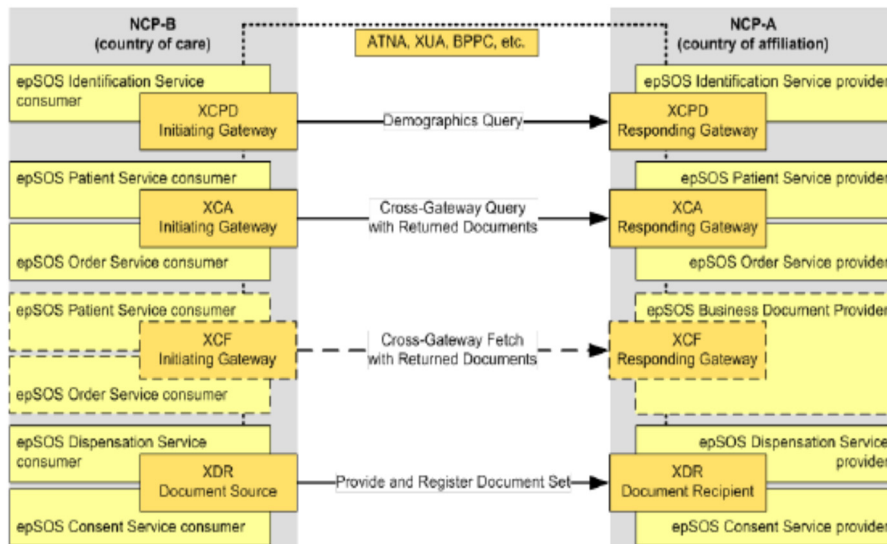 NCP-B
(country of care)
NCP-A
(country of affiliation)
ATNA, XUA, BPPC, etc.
epSOS Identification Service
consumer
XCPD
Initiating Gateway
Demographics Query
epSOS Identification Service provider
XCPD
Responding Gateway
epSOS Patient Service consumer
XCA
Initiating Gateway
epSOS Order Service consumer
Cross-Gateway Query
with Returned Documents
epSOS Patient Service provider
XCA
Responding Gateway
epSOS Order Service provider
epSOS Patient Service
consumer
XCF
Initiating Gateway
epSOS Order Service
consumer
Cross-Gateway Fetch
with Returned Documents
epSOS Business Document Provider
XCF
Responding Gateway
epSOS Dispensation Service
consumer
XDR
Document Source
epSOS Consent Service consumer
Provide and Register Document Set
epSOS Dispensation Service
provider
XDR
Document Recipient
epSOS Consent Service provider